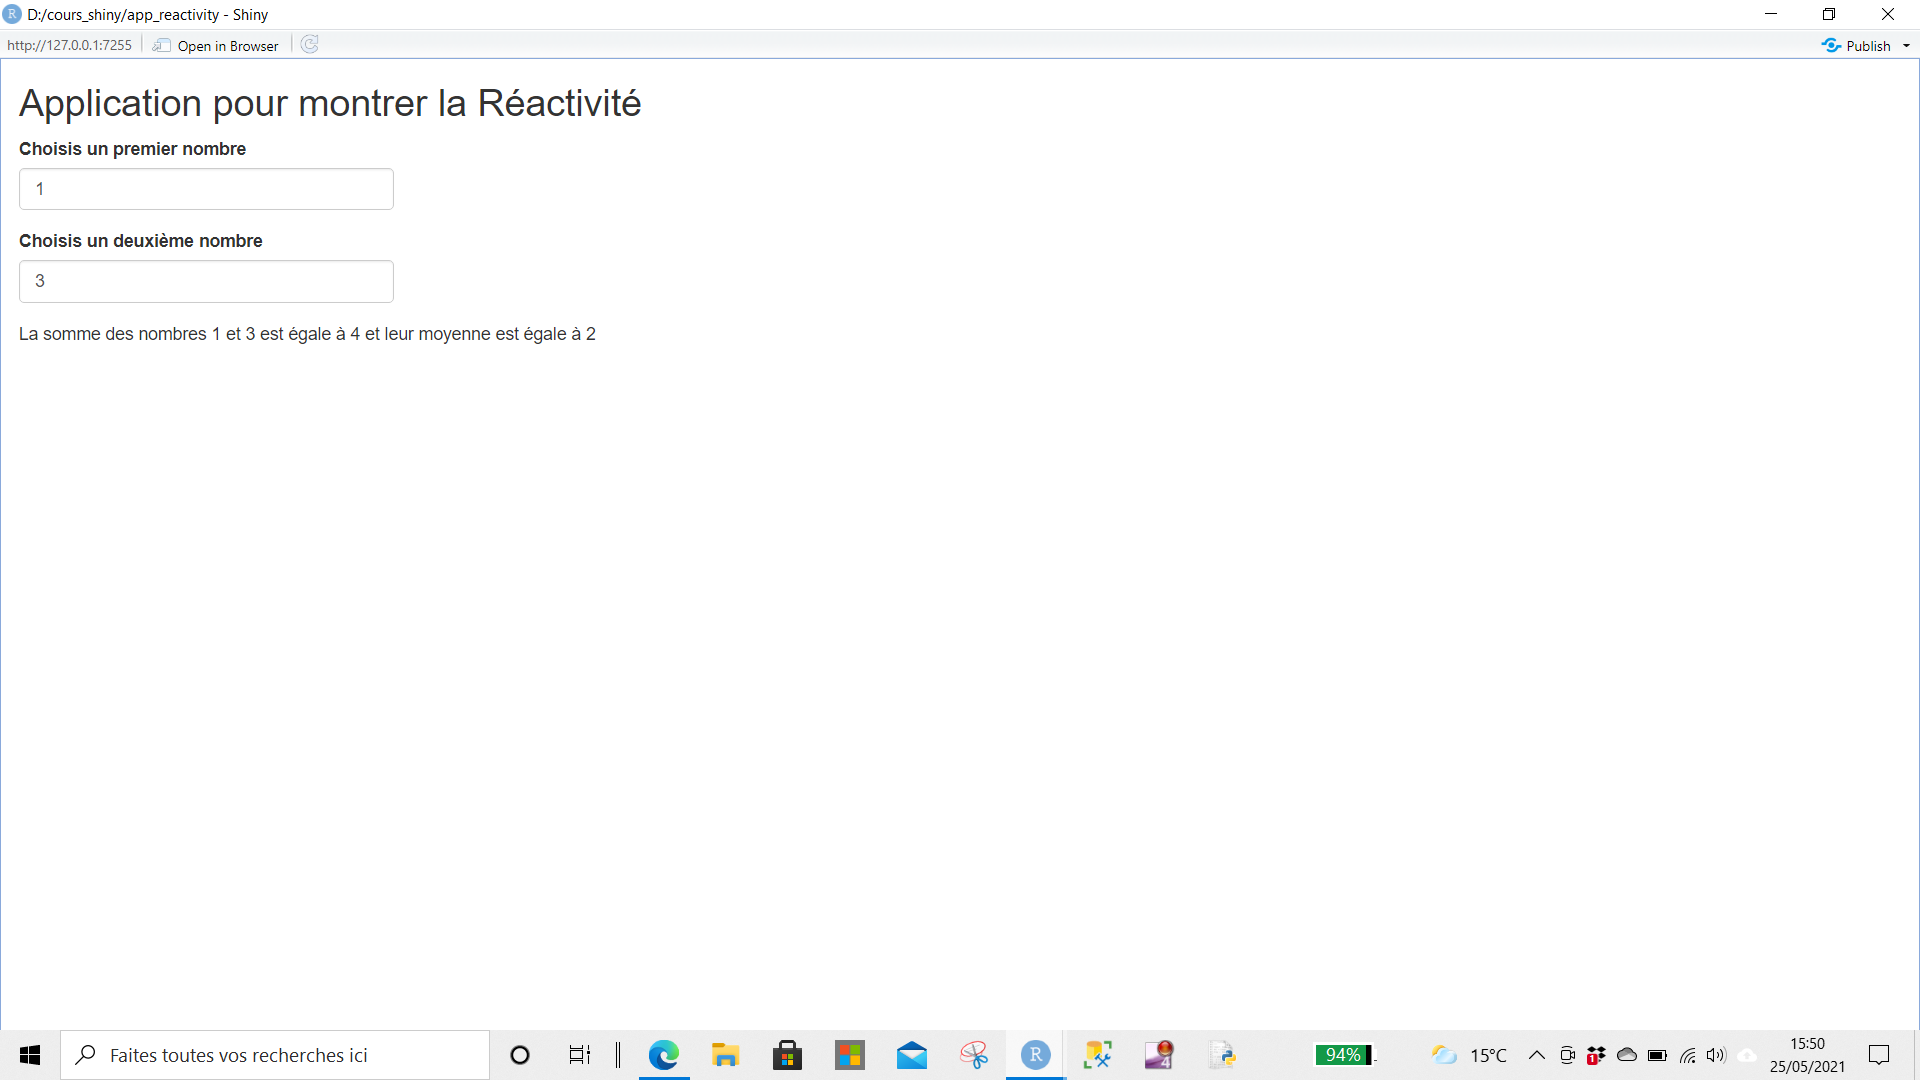 D:/cours_shiny/app_reactivity - Shiny
http://127.0.0.1:7255 Open in Browser Publish
Application pour montrer la Réactivité
Choisis un premier nombre
1
Choisis un deuxième nombre
3
La somme des nombres 1 et 3 est égale à 4 et leur moyenne est égale à 2
Faites toutes vos recherches ici
R
4
94%
15°C
1
15:50
25/05/2021